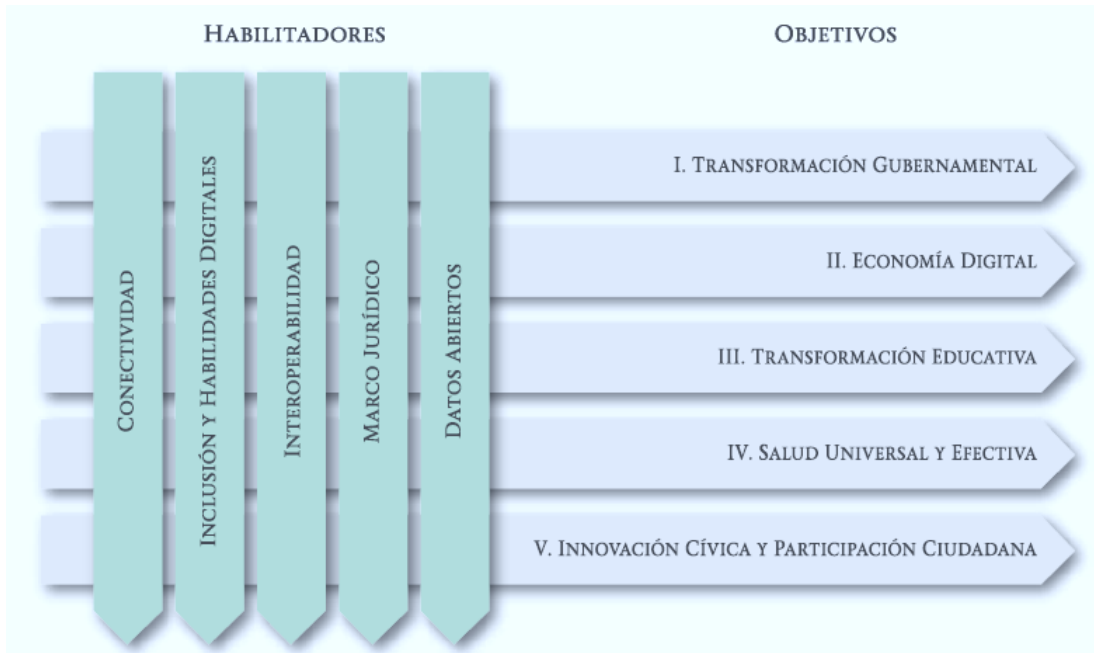 Habilitadores
Objetivos
Conectividad
Inclusión y Habilidades Digitales
Interoperabilidad
Marco Jurídico
Datos Abiertos
I. Transformación Gubernamental
II. Economía Digital
III. Transformación Educativa
IV. Salud Universal y Efectiva
V. Innovación Cívica y Participación Ciudadana